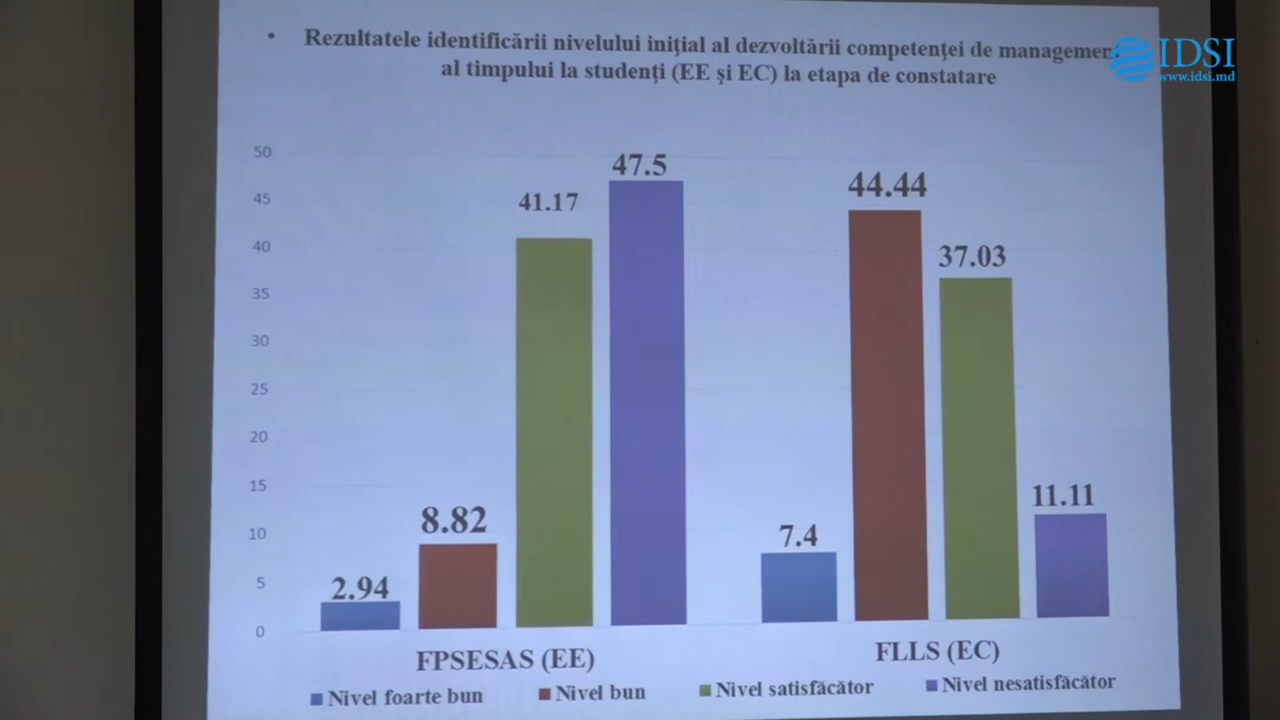 • Rezultatele identificării nivelului inițial al dezvoltării competenței de managemen
al timpului la studenți (EE și EC) la etapa de constatare
IDSI
www.idsi.md
50
45
40
35
30
25
20
15
10
5
0
2.94
8.82
41.17
47.5
7.4
44.44
37.03
11.11
FPSESAS (EE)
FLLS (EC)
Nivel foarte bun
Nivel bun
Nivel satisfăcător
Nivel nesatisfăcător